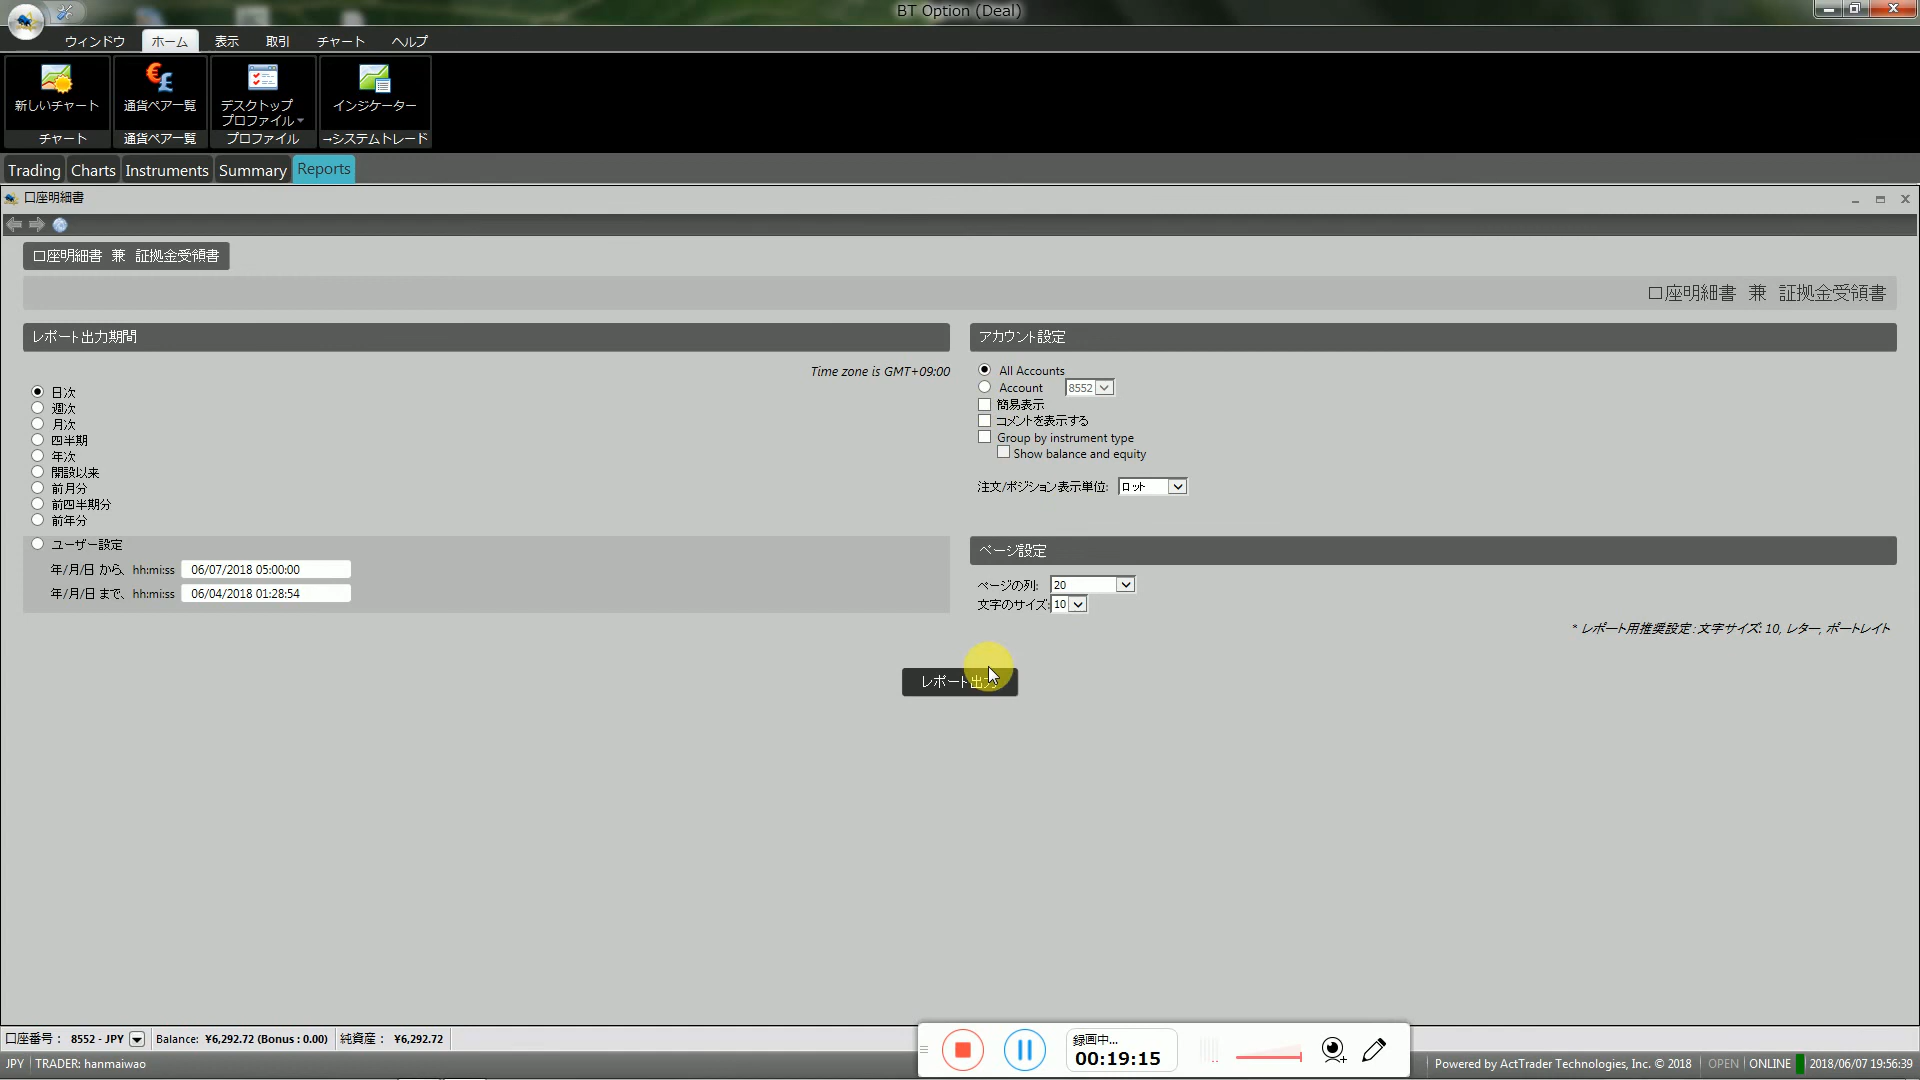 BT Option (Deal)
ウィンドウ ホーム 表示 取引 チャート ヘルプ
新しいチャート
チャート
通貨ペア一覧
通貨ペア一覧
デスクトップ
プロファイル
プロファイル
インジケーター
→システムトレード
Trading Charts Instruments Summary Reports
口座明細書
口座明細書 兼 証拠金受領書
口座明細書 兼 証拠金受領書
レポート出力期間
Time zone is GMT+09:00
日次
週次
月次
四半期
年次
開設以来
前月分
前四半期分
前年分
ユーザー設定
年/月/日 から、 hh:mi:ss 06/07/2018 05:00:00
年/月/日 まで、 hh:mi:ss 06/04/2018 01:28:54
アカウント設定
All Accounts
Account 8552
簡易表示
コメントを表示する
Group by instrument type
Show balance and equity
注文/ポジション表示単位: ロット
ページ設定
ページの列: 20
文字のサイズ: 10
* レポート用推奨設定 : 文字サイズ: 10, レター, ポートレイト
レポート出力
口座番号： 8552 - JPY Balance: ¥6,292.72 (Bonus : 0.00) 純資産： ¥6,292.72
JPY TRADER: hanmaiwao
録画中...
00:19:15
Powered by ActTrader Technologies, Inc. © 2018 OPEN ONLINE 2018/06/07 19:56:39